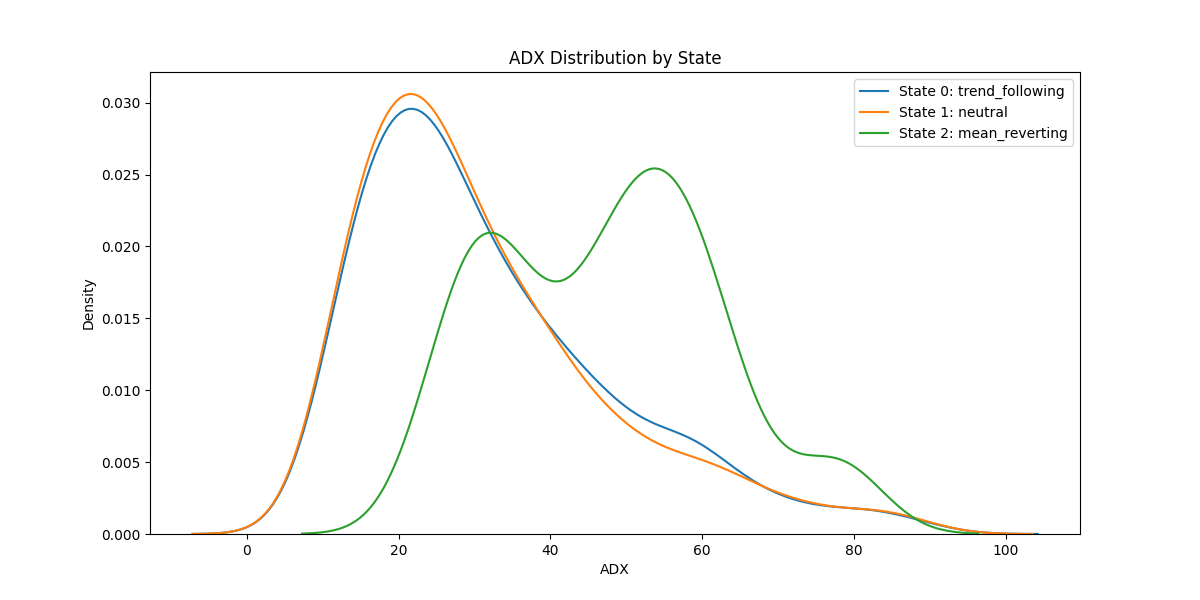 ADX Distribution by State
State 0: trend_following
State 1: neutral
State 2: mean_reverting
Density
0.030
0.025
0.020
0.015
0.010
0.005
0.000
0 20 40 60 80 100
ADX